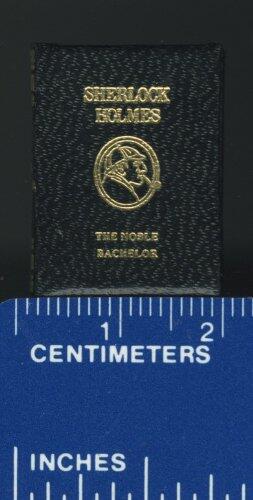 SHERLOCK
HOLMES
THE NOBLE
BACHELOR
1 2
CENTIMETERS
INCHES